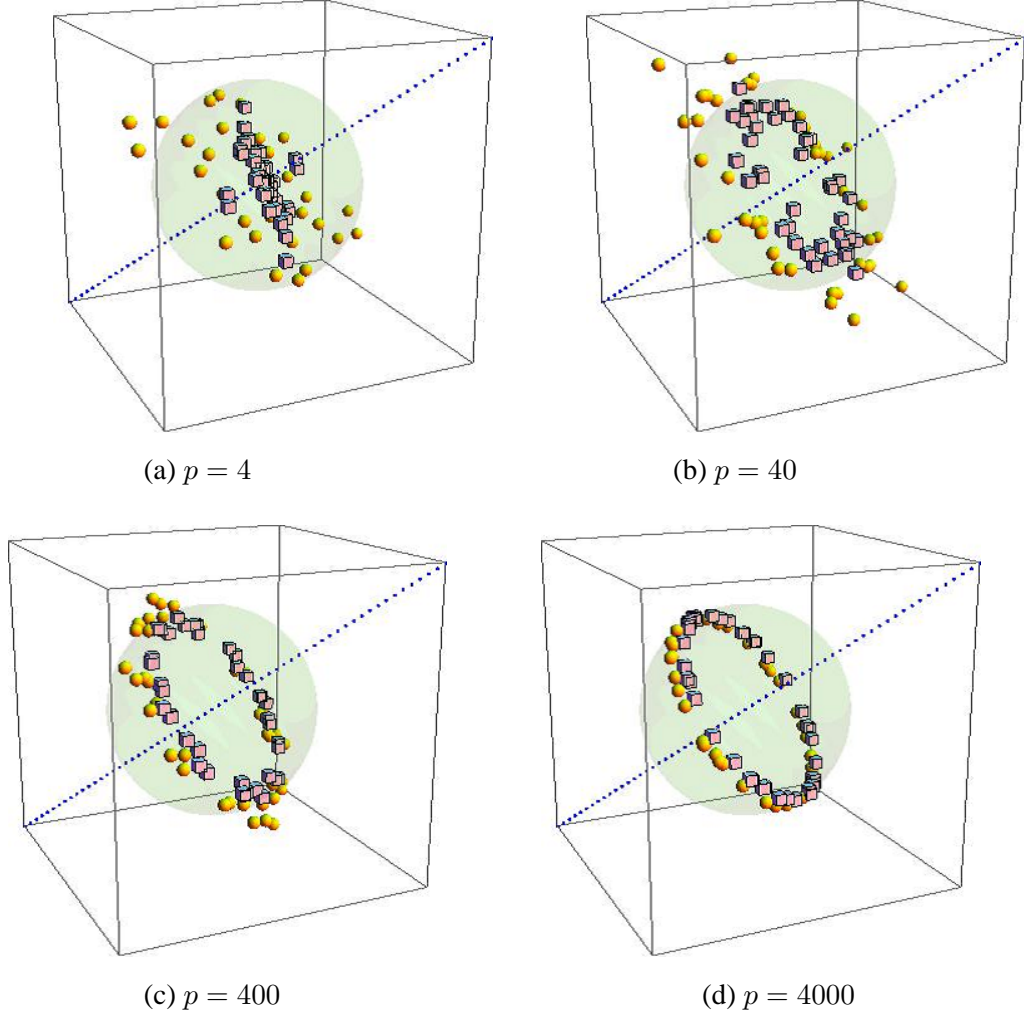 (a) p = 4
(b) p = 40
(c) p = 400
(d) p = 4000